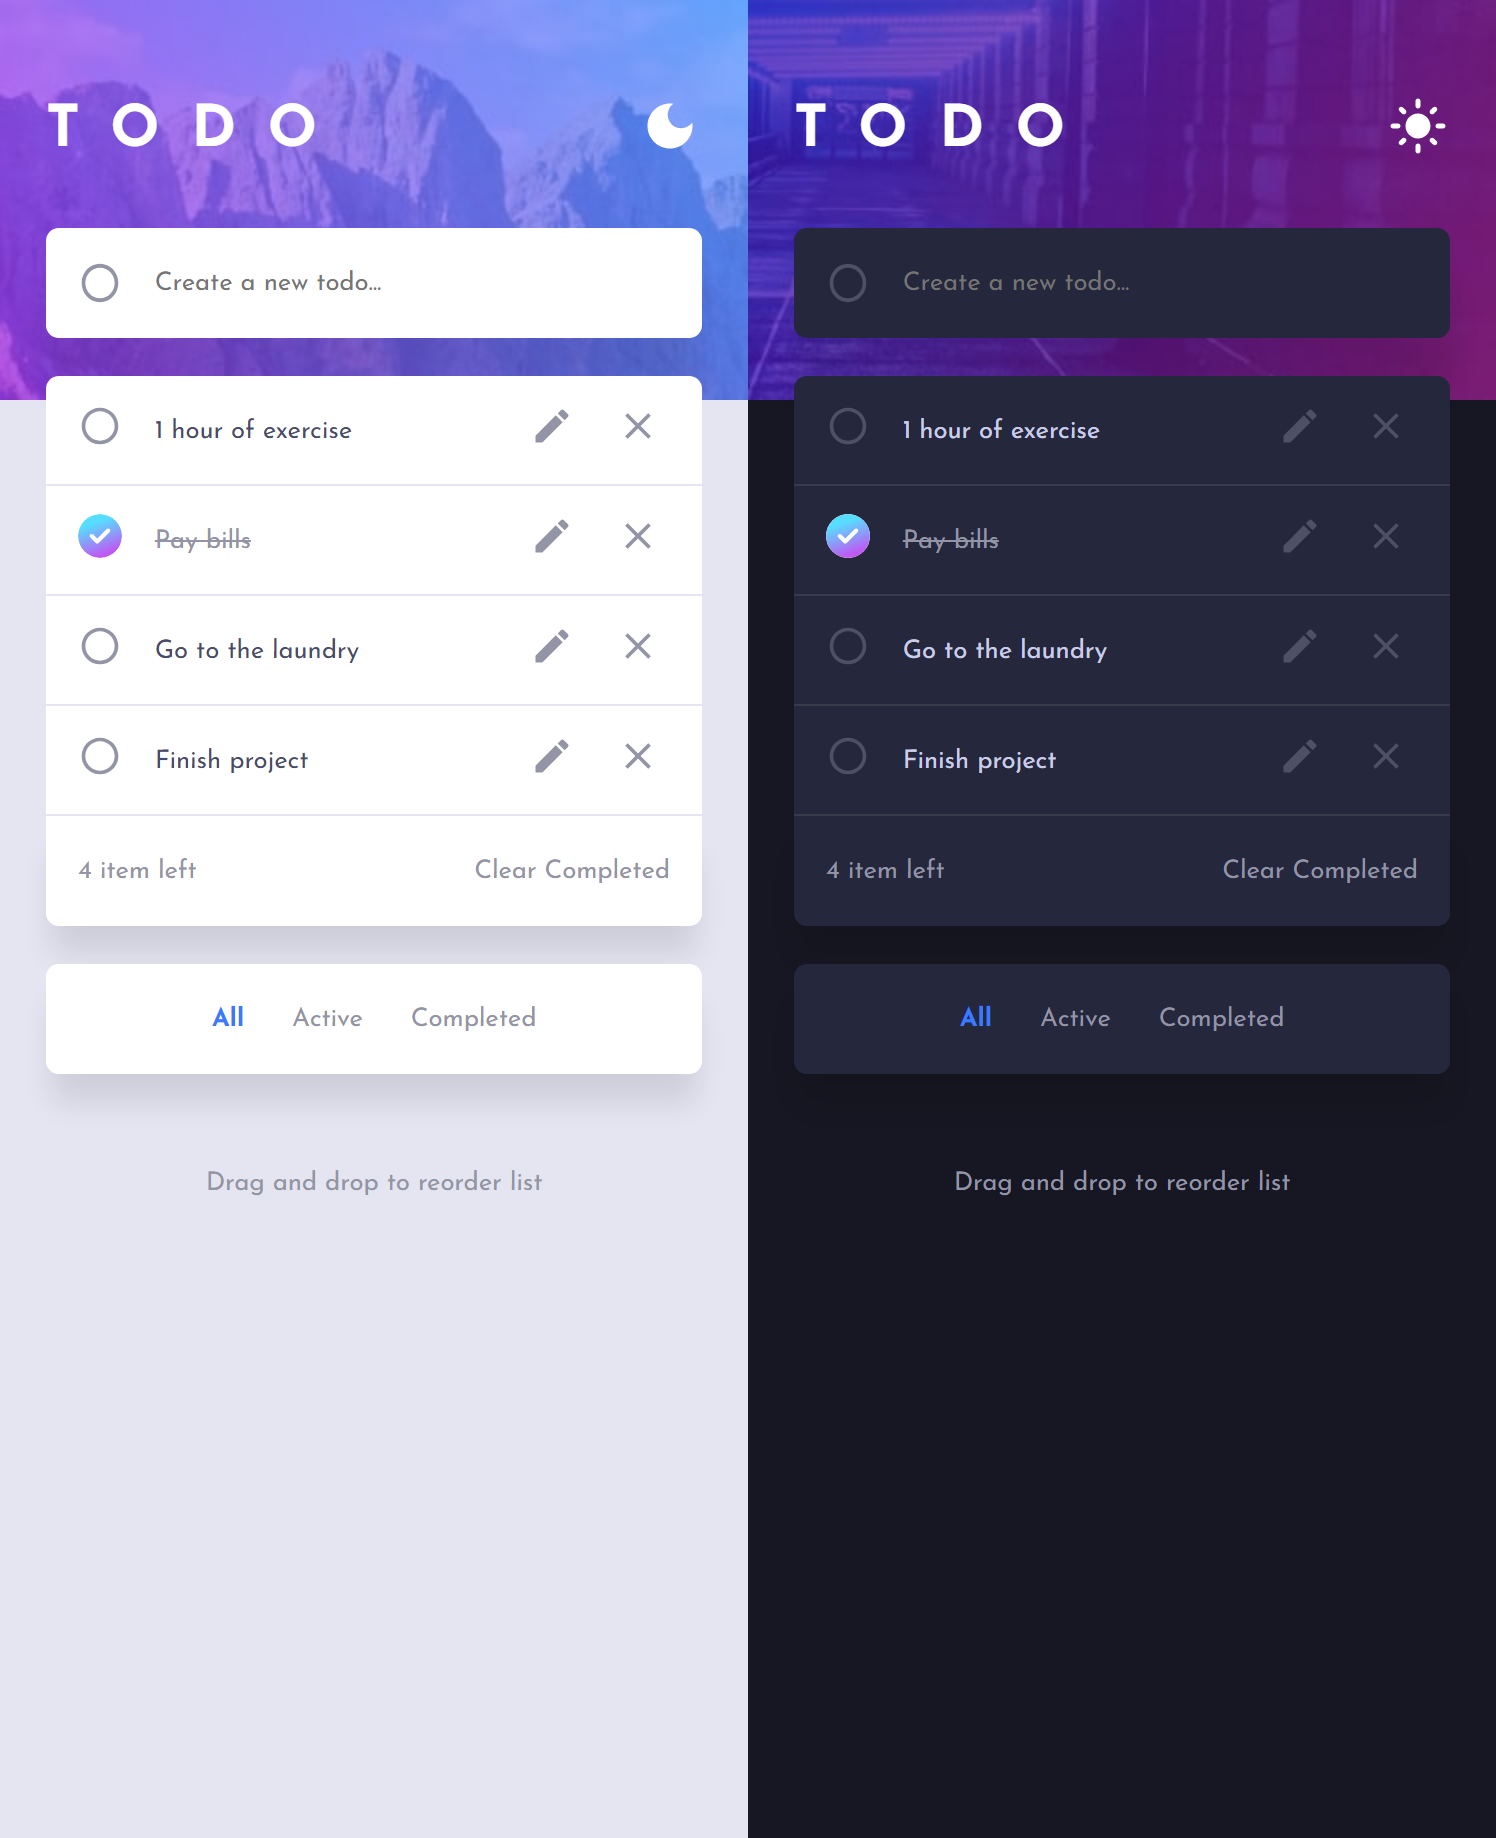 TODO
Create a new todo...
1 hour of exercise
Pay bills
Go to the laundry
Finish project
4 item left Clear Completed
All Active Completed
Drag and drop to reorder list
TODO
Create a new todo...
1 hour of exercise
Pay bills
Go to the laundry
Finish project
4 item left Clear Completed
All Active Completed
Drag and drop to reorder list